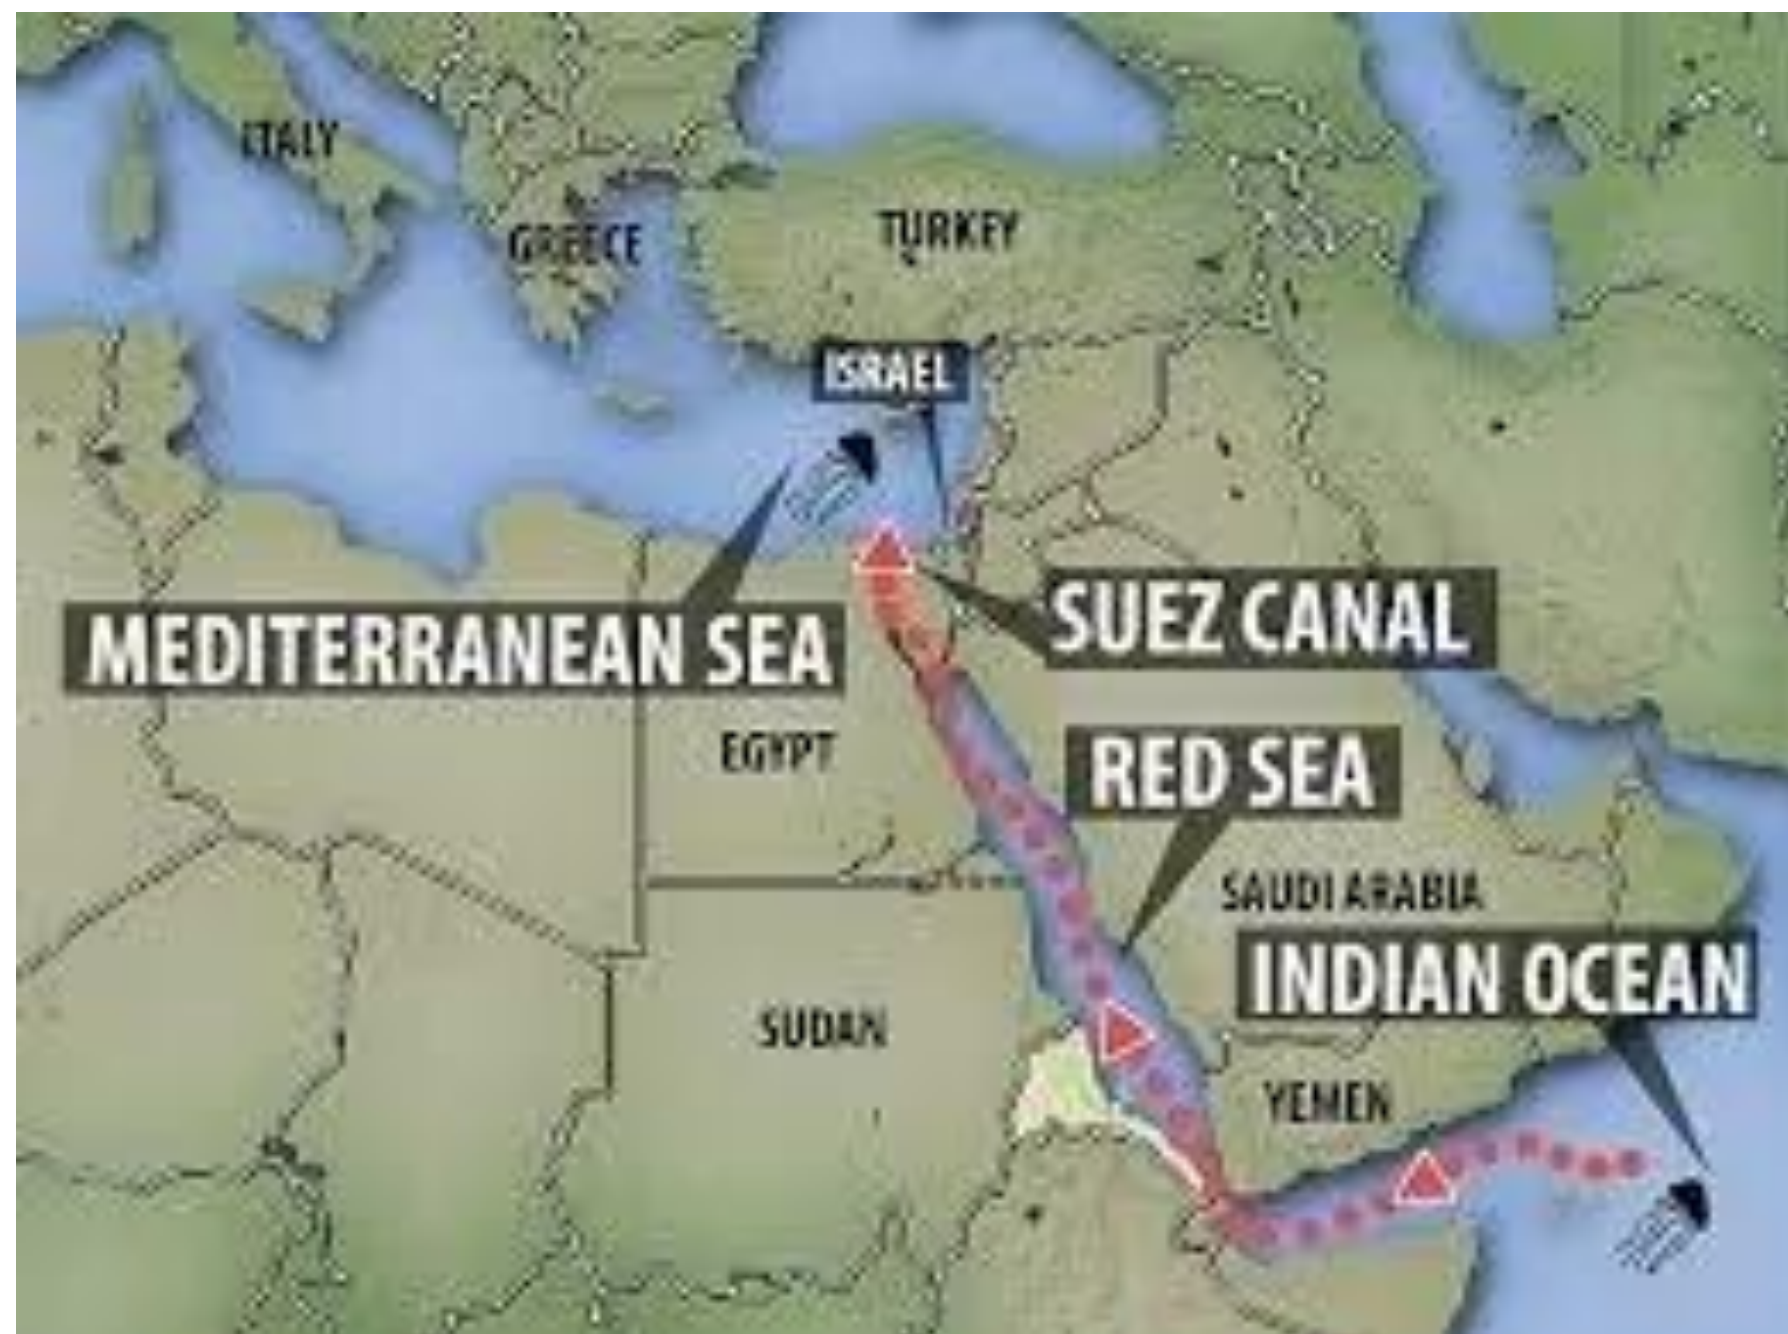 ITALY
GREECE
TURKEY
ISRAEL
MEDITERRANEAN SEA
SUEZ CANAL
EGYPT
RED SEA
SAUDI ARABIA
INDIAN OCEAN
SUDAN
YEMEN